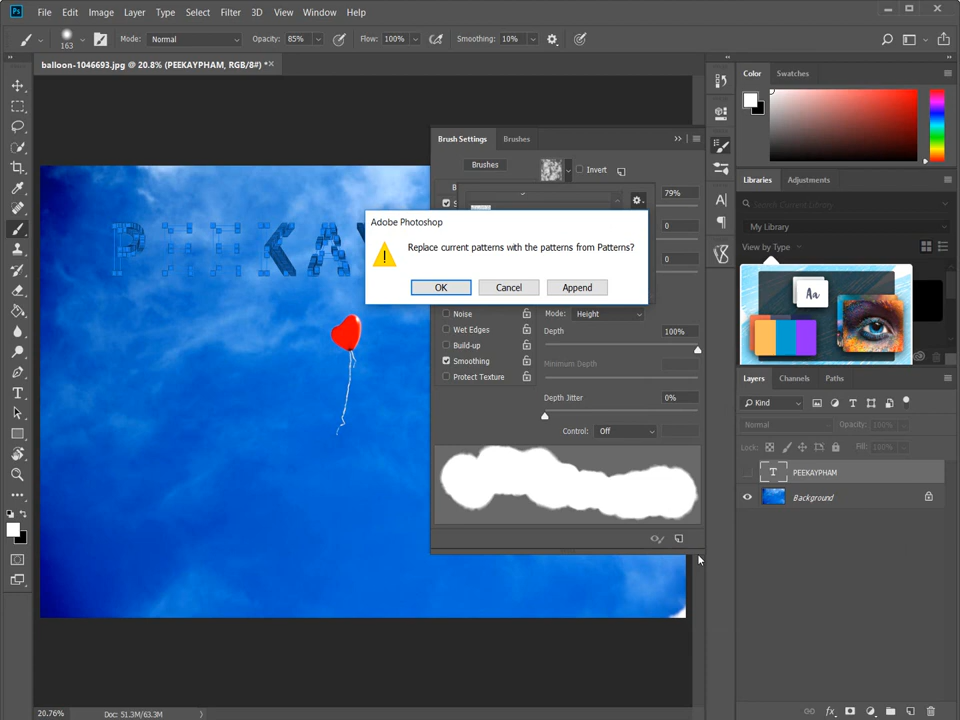 Ps File Edit Image Layer Type Select Filter 3D View Window Help
163 Mode: Normal Opacity: 85% Flow: 100% Smoothing: 10%
balloon-1046693.jpg @ 20.8% (PEEKAYPHAM, RGB/8#) *
Color Swatches
Brush Settings Brushes
Brushes Invert
79%
0
0
PEEKAY
Adobe Photoshop
Replace current patterns with the patterns from Patterns?
OK Cancel Append
Noise Mode: Height
Wet Edges Depth 100%
Build-up
Smoothing Minimum Depth
Protect Texture
Depth Jitter 0%
Control: Off
Libraries Adjustments
Search Current Library
My Library
View by Type
Aa
Layers Channels Paths
Kind
Normal Opacity: 100%
Lock: Fill: 100%
T PEEKAYPHAM
Background
20.76% Doc: 51.3M/63.3M